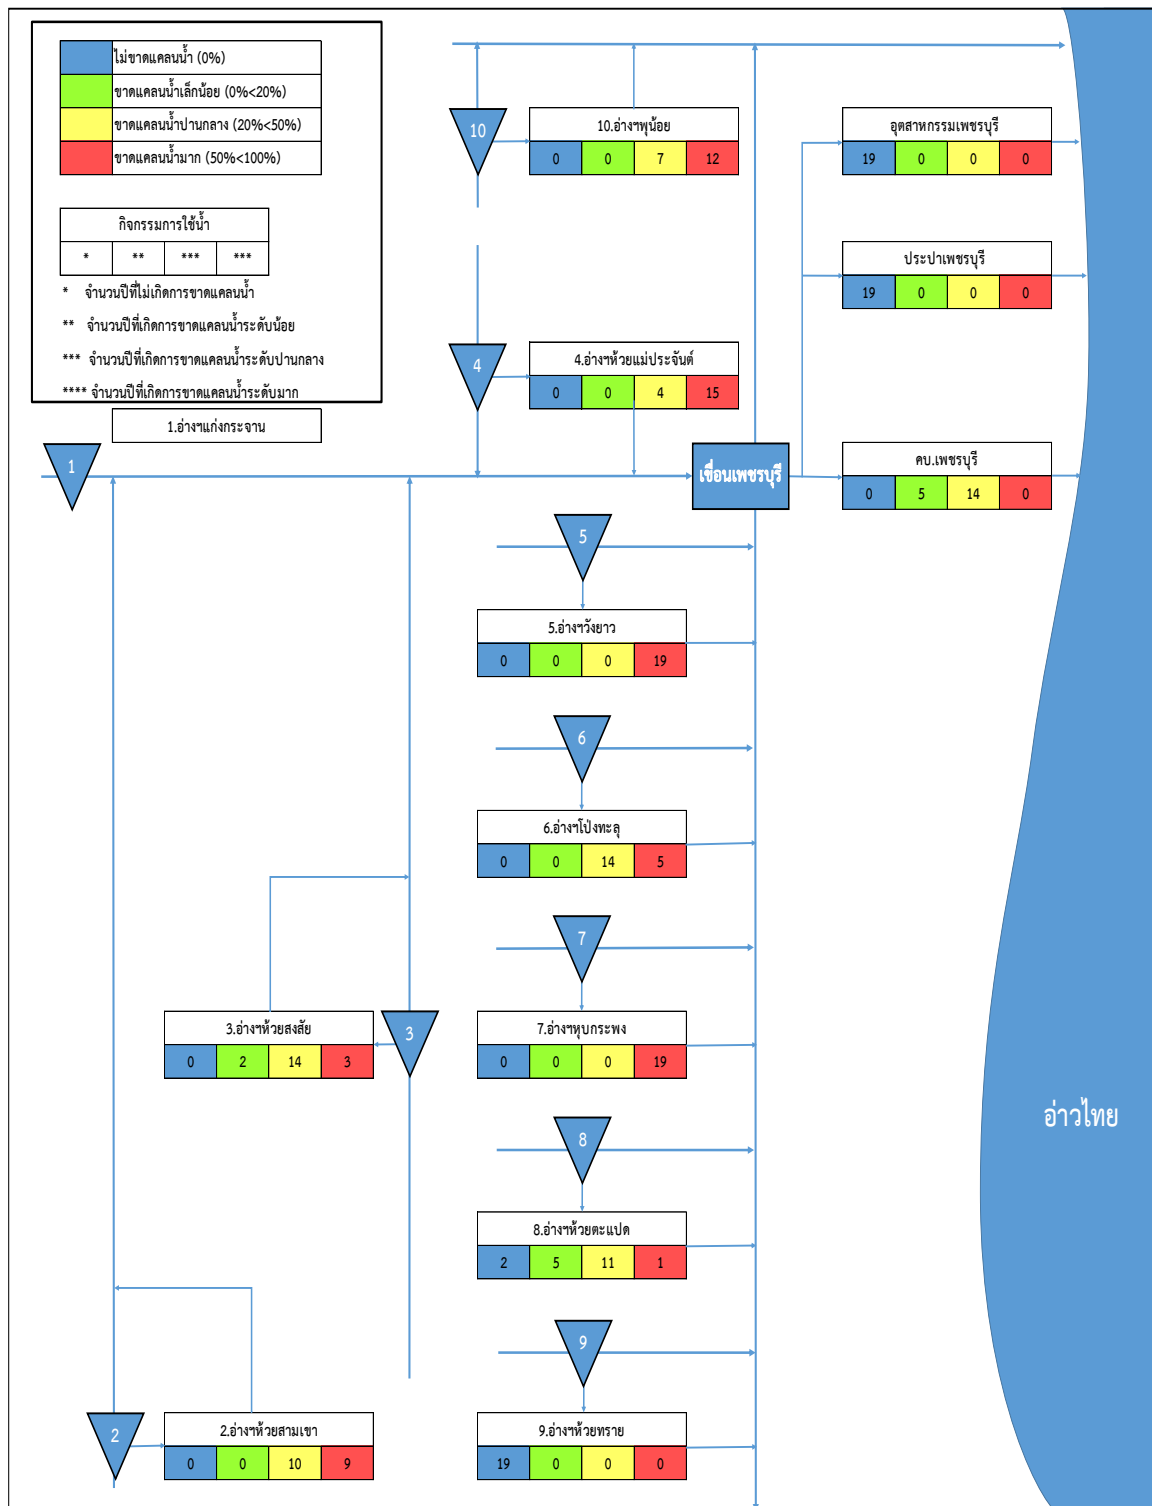 ไม่ขาดแคลนน้ำ (0%)
ขาดแคลนน้ำเล็กน้อย (0%<20%)
ขาดแคลนน้ำปานกลาง (20%<50%)
ขาดแคลนน้ำมาก (50%<100%)
กิจกรรมการใช้น้ำ
* ** *** ***
* จำนวนปีที่ไม่เกิดการขาดแคลนน้ำ
** จำนวนปีที่เกิดการขาดแคลนน้ำระดับน้อย
*** จำนวนปีที่เกิดการขาดแคลนน้ำระดับปานกลาง
**** จำนวนปีที่เกิดการขาดแคลนน้ำระดับมาก
10
10.อ่างฯพุน้อย
0 0 7 12
อุตสาหกรรมเพชรบุรี
19 0 0 0
ประปาเพชรบุรี
19 0 0 0
4
4.อ่างฯห้วยแม่ประจันต์
0 0 4 15
1.อ่างฯแก่งกระจาน
1
เขื่อนเพชรบุรี
คบ.เพชรบุรี
0 5 14 0
5
5.อ่างฯวังยาว
0 0 0 19
6
6.อ่างฯโป่งทะลุ
0 0 14 5
7
7.อ่างฯหุบกระพง
0 0 0 19
3.อ่างฯห้วยสงสัย
0 2 14 3
3
อ่าวไทย
8
8.อ่างฯห้วยตะแปด
2 5 11 1
9
9.อ่างฯห้วยทราย
19 0 0 0
2
2.อ่างฯห้วยสามเขา
0 0 10 9